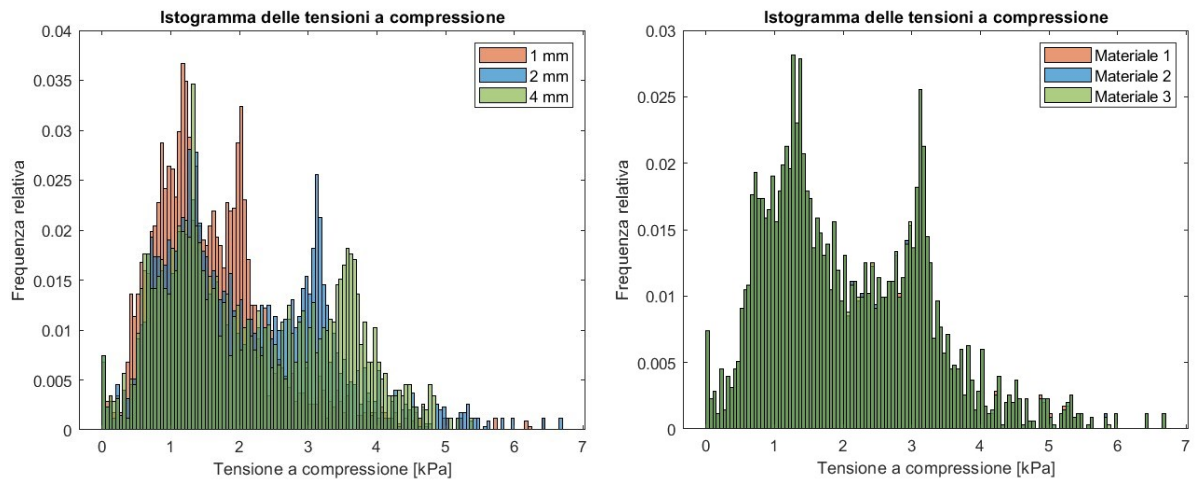 Istogramma delle tensioni a compressione
0.04
0.035
0.03
0.025
0.02
0.015
0.01
0.005
0
Frequenza relativa
1 mm
2 mm
4 mm
0 1 2 3 4 5 6 7
Tensione a compressione [kPa]
Istogramma delle tensioni a compressione
0.03
0.025
0.02
0.015
0.01
0.005
0
Frequenza relativa
Materiale 1
Materiale 2
Materiale 3
0 1 2 3 4 5 6 7
Tensione a compressione [kPa]